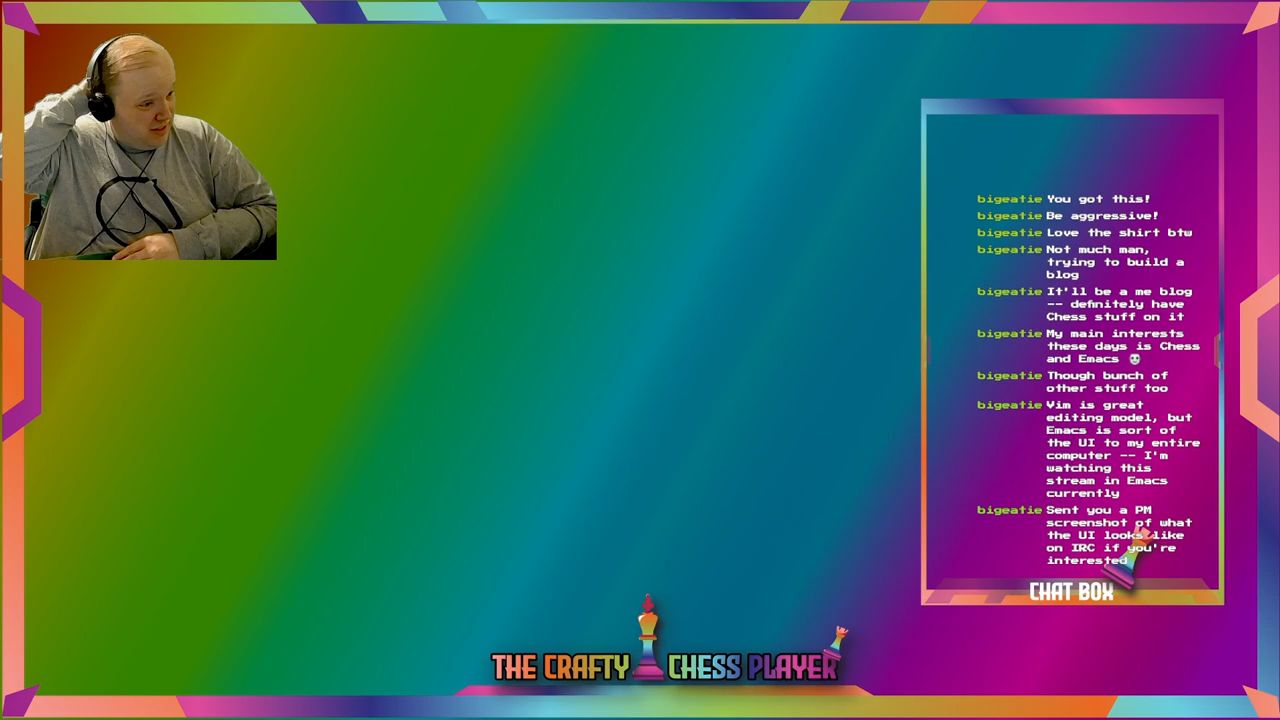 bigeatie You got this!
bigeatie Be aggressive!
bigeatie Love the shirt btw
bigeatie Not much man,
trying to build a
blog
bigeatie It'll be a me blog
-- definitely have
Chess stuff on it
bigeatie My main interests
these days is Chess
and Emacs
bigeatie Though bunch of
other stuff too
bigeatie Vim is great
editing model, but
Emacs is sort of
the UI to my entire
computer -- I'm
watching this
stream in Emacs
currently
bigeatie Sent you a PM
screenshot of what
the UI looks like
on IRC if you're
interested
CHAT BOX
THE CRAFTY CHESS PLAYER